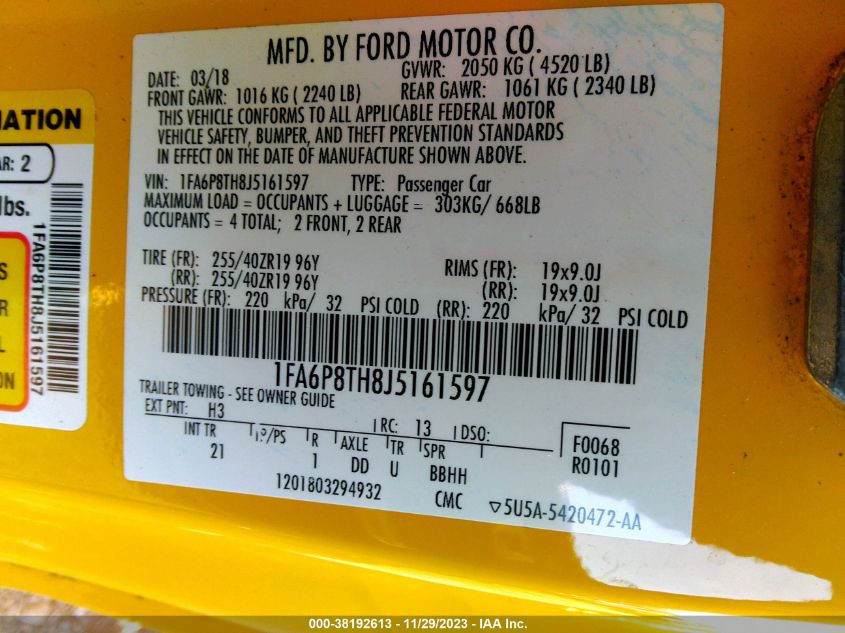 MFD. BY FORD MOTOR CO.
DATE: 03/18 GVWR: 2050 KG ( 4520 LB)
FRONT GAWR: 1016 KG ( 2240 LB) REAR GAWR: 1061 KG ( 2340 LB)
THIS VEHICLE CONFORMS TO ALL APPLICABLE FEDERAL MOTOR
VEHICLE SAFETY, BUMPER, AND THEFT PREVENTION STANDARDS
IN EFFECT ON THE DATE OF MANUFACTURE SHOWN ABOVE.
VIN: 1FA6P8TH8J5161597 TYPE: Passenger Car
MAXIMUM LOAD = OCCUPANTS + LUGGAGE = 303KG/ 668LB
OCCUPANTS = 4 TOTAL; 2 FRONT, 2 REAR
TIRE (FR): 255/40ZR19 96Y RIMS (FR): 19x9.0J
(RR): 255/40ZR19 96Y (RR): 19x9.0J
PRESSURE (FR): 220 kPa/ 32 PSI COLD (RR): 220 kPa/ 32 PSI COLD
1FA6P8TH8J5161597
TRAILER TOWING - SEE OWNER GUIDE
EXT PNT: H3 RC: 13 DSO:
INT TR TP/PS R AXLE TR SPR
21 1 DD U BBHH
F0068
R0101
1201803294932 CMC ▽5U5A-5420472-AA
AR: 2
lbs.
1FA6P8TH8J5161597
000-38192613 - 11/29/2023 - IAA Inc.